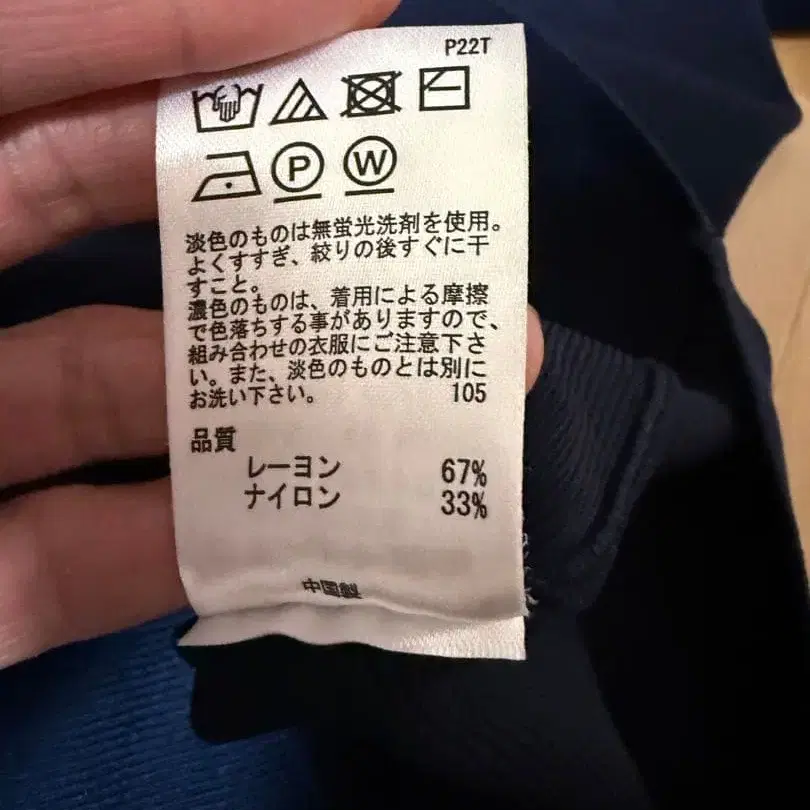 P22T
P W
淡色のものは無蛍光洗剤を使用。
よくすすぎ、絞りの後すぐに干
すこと。
濃色のものは、着用による摩擦
で色落ちする事がありますので、
組み合わせの衣服にご注意下さ
い。また、淡色のものとは別に
お洗い下さい。 105
品質
レーヨン 67%
ナイロン 33%
中国製